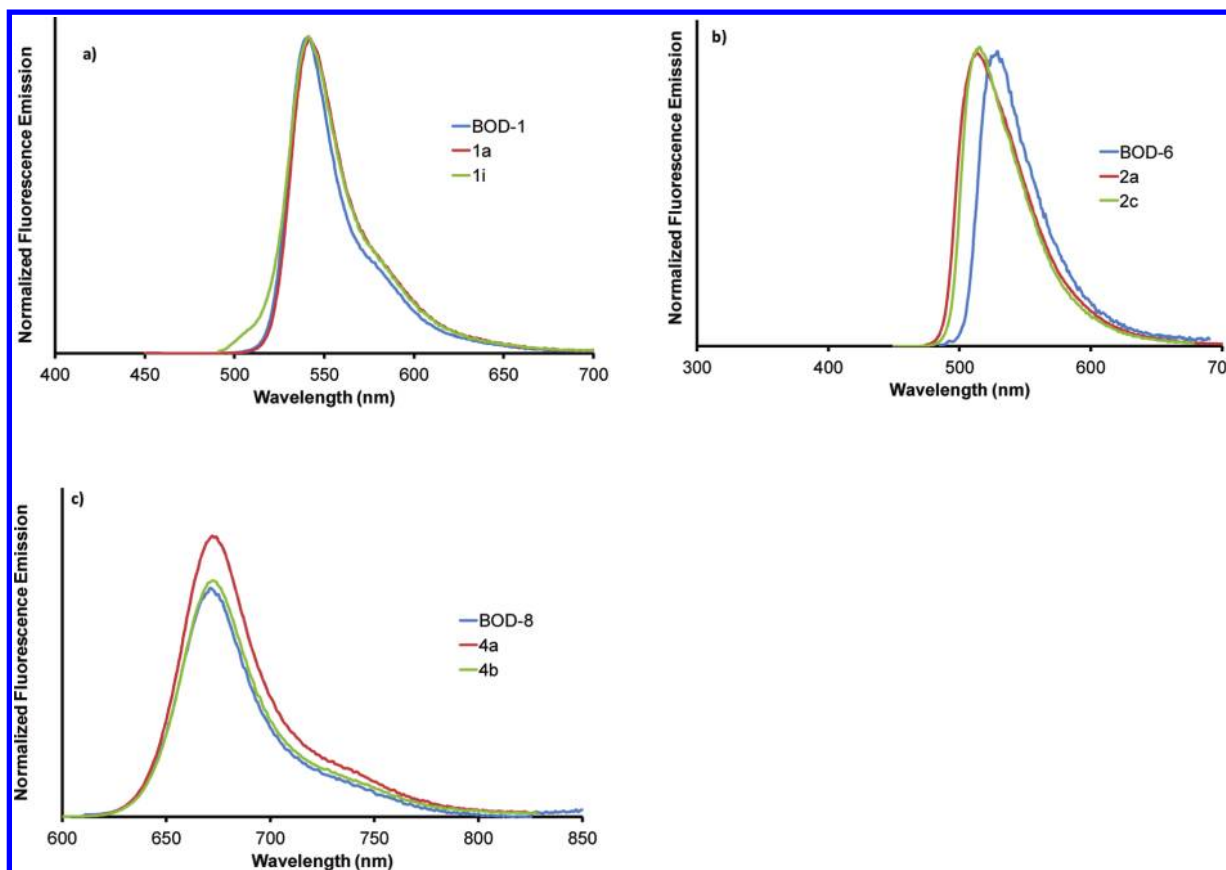 a)
Normalized Fluorescence Emission
BOD-1
1a
1i
400 450 500 550 600 650 700
Wavelength (nm)
b)
Normalized Fluorescence Emission
BOD-6
2a
2c
300 400 500 600 70
Wavelength (nm)
c)
Normalized Fluorescence Emission
BOD-8
4a
4b
600 650 700 750 800 850
Wavelength (nm)